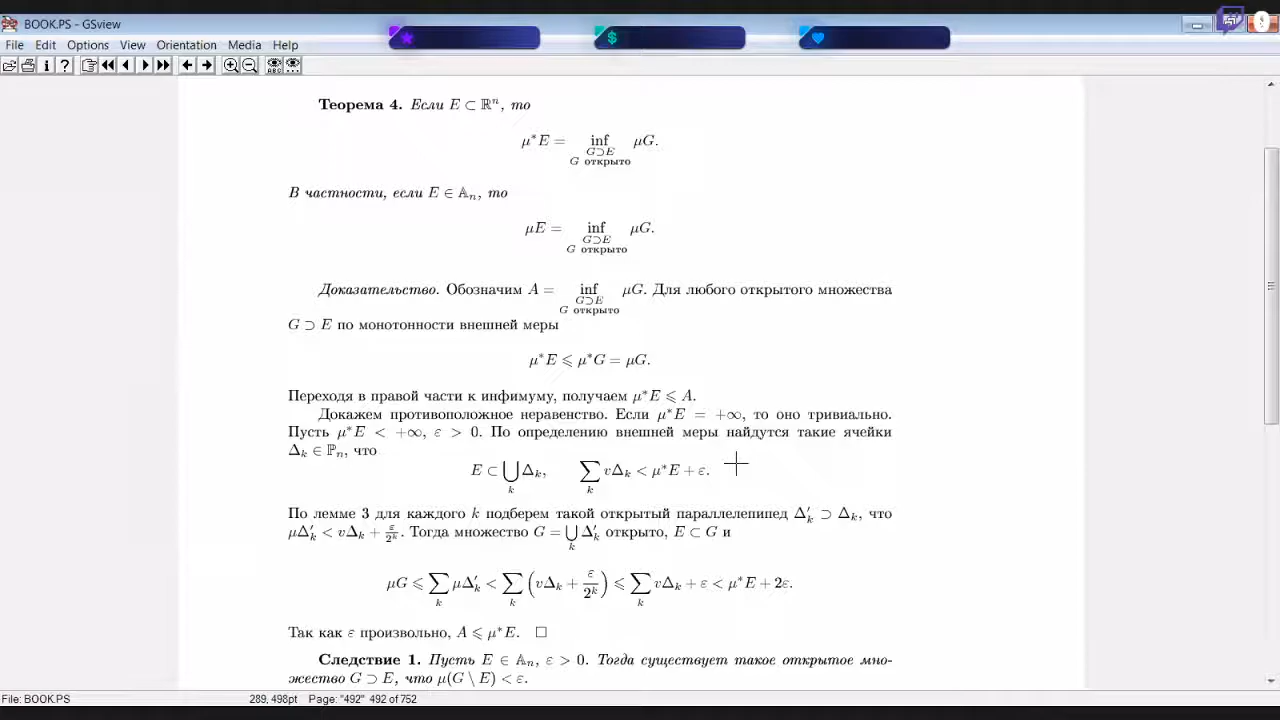 BOOK.PS - GSview
File Edit Options View Orientation Media Help
Теорема 4. Если E ⊂ ℝⁿ, то
μ*E = inf μG.
G⊃E
G открыто
В частности, если E ∈ 𝔸ₙ, то
μE = inf μG.
G⊃E
G открыто
Доказательство. Обозначим A = inf μG. Для любого открытого множества
G⊃E
G открыто
G ⊃ E по монотонности внешней меры
μ*E ⩽ μ*G = μG.
Переходя в правой части к инфимуму, получаем μ*E ⩽ A.
Докажем противоположное неравенство. Если μ*E = +∞, то оно тривиально.
Пусть μ*E < +∞, ε > 0. По определению внешней меры найдутся такие ячейки
Δₖ ∈ ℙₙ, что
E ⊂ ⋃ Δₖ, ∑ vΔₖ < μ*E + ε.
k k
По лемме 3 для каждого k подберем такой открытый параллелепипед Δ′ₖ ⊃ Δₖ, что
μΔ′ₖ < vΔₖ + ε/2ᵏ. Тогда множество G = ⋃ Δ′ₖ открыто, E ⊂ G и
k
μG ⩽ ∑ μΔ′ₖ < ∑ (vΔₖ + ε/2ᵏ) ⩽ ∑ vΔₖ + ε < μ*E + 2ε.
k k k
Так как ε произвольно, A ⩽ μ*E. □
Следствие 1. Пусть E ∈ 𝔸ₙ, ε > 0. Тогда существует такое открытое мно-
жество G ⊃ E, что μ(G \ E) < ε.
File: BOOK.PS 289, 498pt Page: "492" 492 of 752